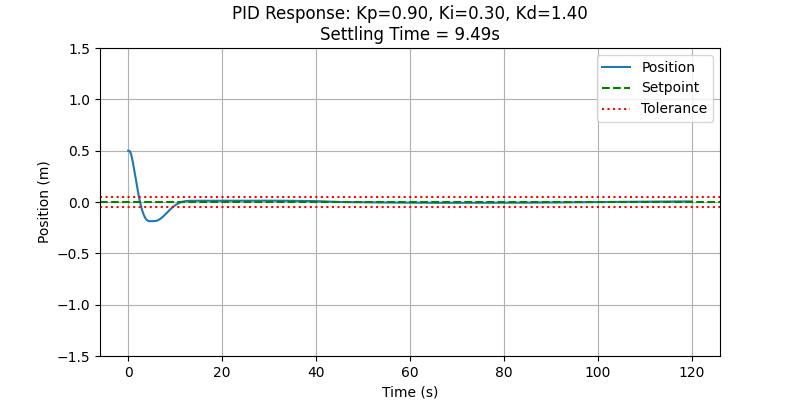 PID Response: Kp=0.90, Ki=0.30, Kd=1.40
Settling Time = 9.49s
Position
Setpoint
Tolerance
Position (m)
1.5
1.0
0.5
0.0
−0.5
−1.0
−1.5
0 20 40 60 80 100 120
Time (s)